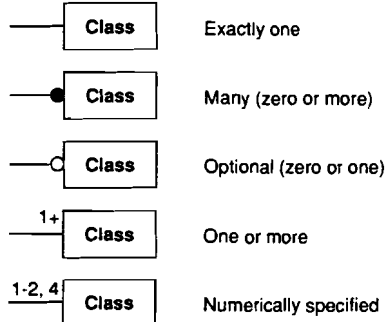 Class Exactly one
Class Many (zero or more)
Class Optional (zero or one)
1+
Class One or more
1-2, 4
Class Numerically specified